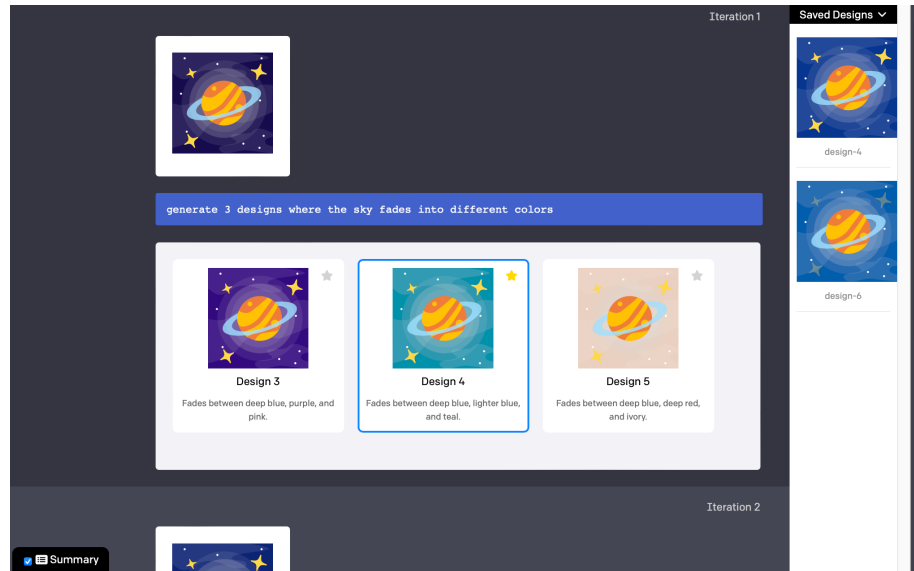 Iteration 1
Saved Designs
design-4
design-6
generate 3 designs where the sky fades into different colors
Design 3
Fades between deep blue, purple, and
pink.
Design 4
Fades between deep blue, lighter blue,
and teal.
Design 5
Fades between deep blue, deep red,
and ivory.
Iteration 2
Summary